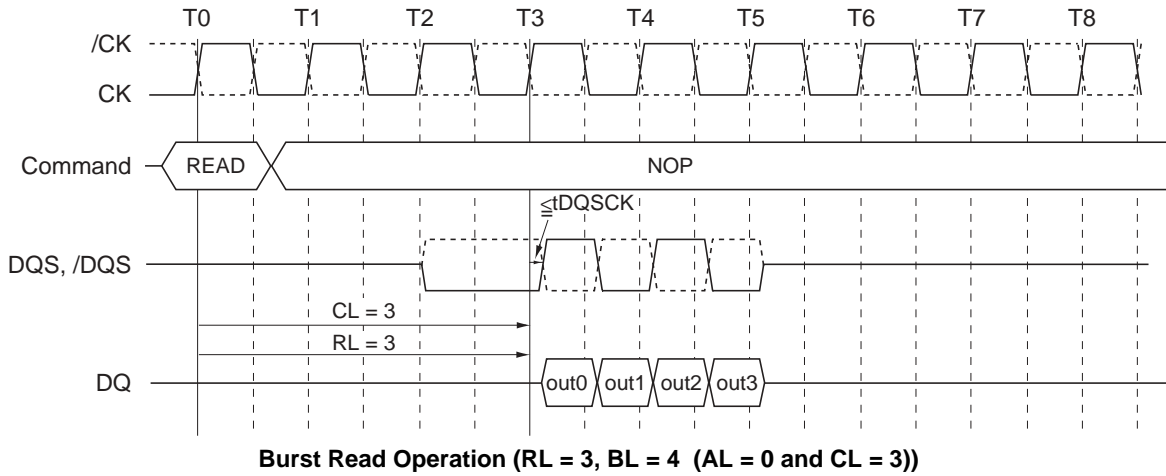 T0 T1 T2 T3 T4 T5 T6 T7 T8
/CK
CK
Command READ NOP
≦tDQSCK
DQS, /DQS
CL = 3
RL = 3
DQ out0 out1 out2 out3
Burst Read Operation (RL = 3, BL = 4 (AL = 0 and CL = 3))